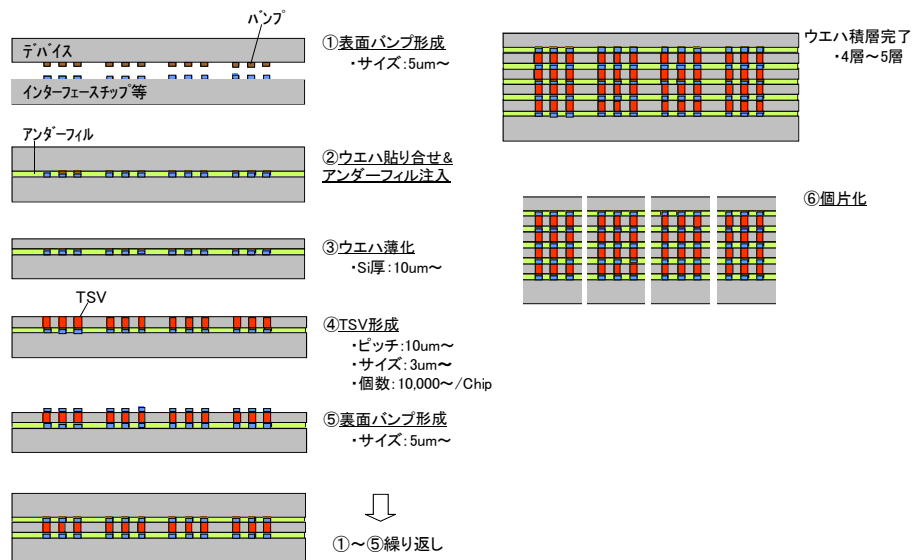 バンプ
デバイス
インターフェースチップ等
①表面バンプ形成
・サイズ:5um～
アンダーフィル
②ウエハ貼り合せ&
アンダーフィル注入
③ウエハ薄化
・Si厚:10um～
TSV
④TSV形成
・ピッチ:10um～
・サイズ:3um～
・個数:10,000～/Chip
⑤裏面バンプ形成
・サイズ:5um～
①～⑤繰り返し
ウエハ積層完了
・4層～5層
⑥個片化